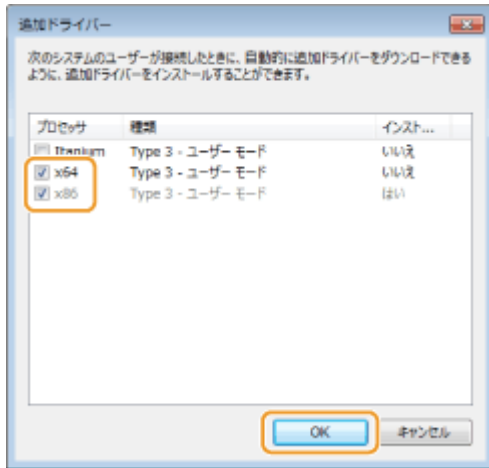 追加ドライバー
次のシステムのユーザーが接続したときに、自動的に追加ドライバーをダウンロードできる
ように、追加ドライバーをインストールすることができます。
プロセッサ 種類 インスト...
Itanium Type 3 - ユーザー モード いいえ
x64 Type 3 - ユーザー モード いいえ
x86 Type 3 - ユーザー モード はい
OK キャンセル